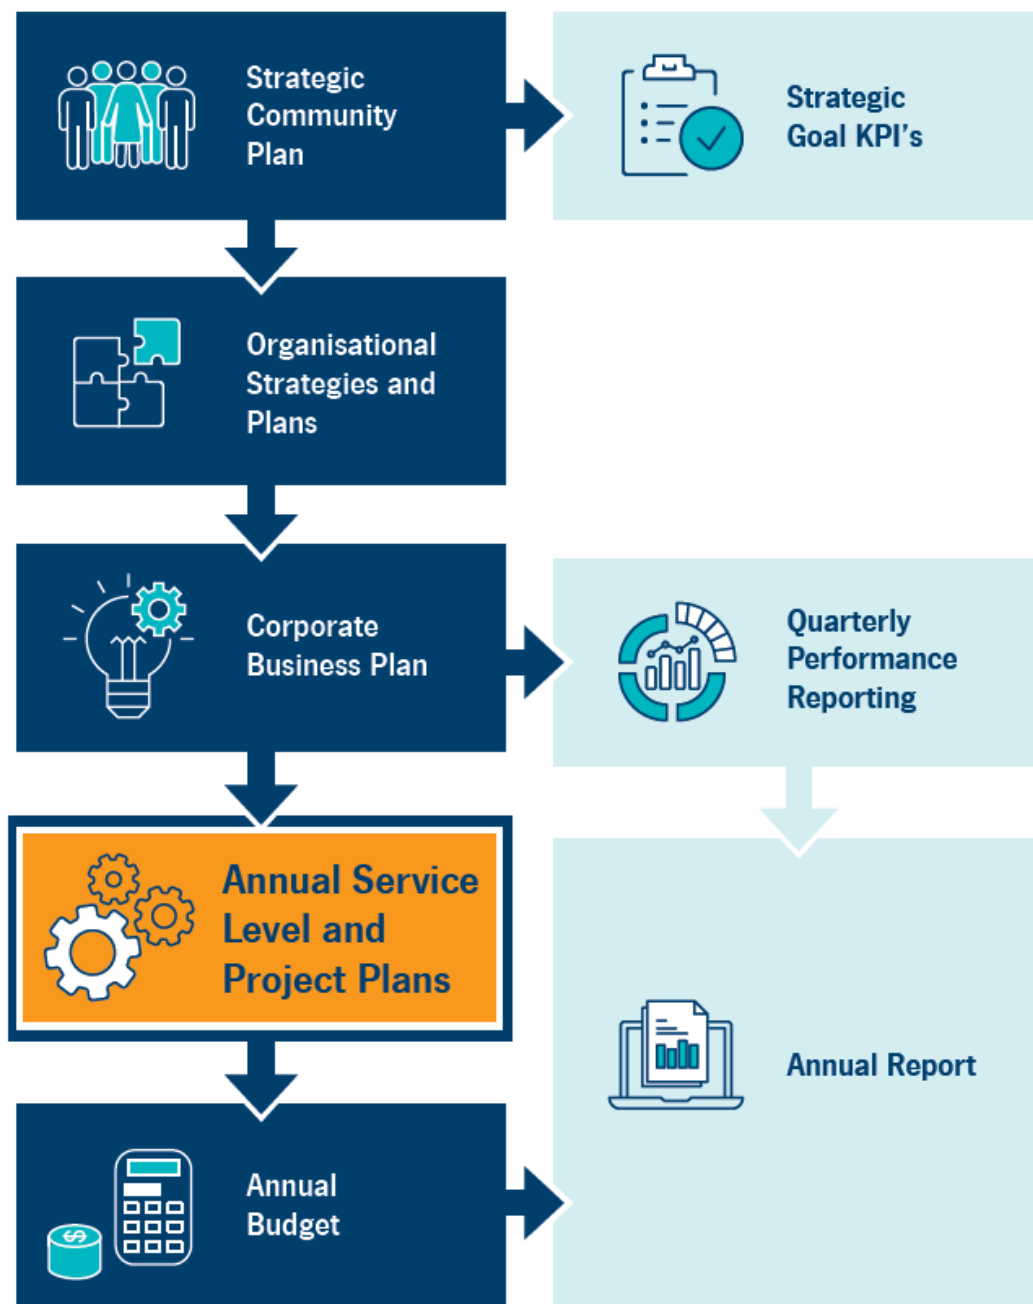 Strategic
Community
Plan
Strategic
Goal KPI's
Organisational
Strategies and
Plans
Corporate
Business Plan
Quarterly
Performance
Reporting
Annual Service
Level and
Project Plans
Annual Report
Annual
Budget
$